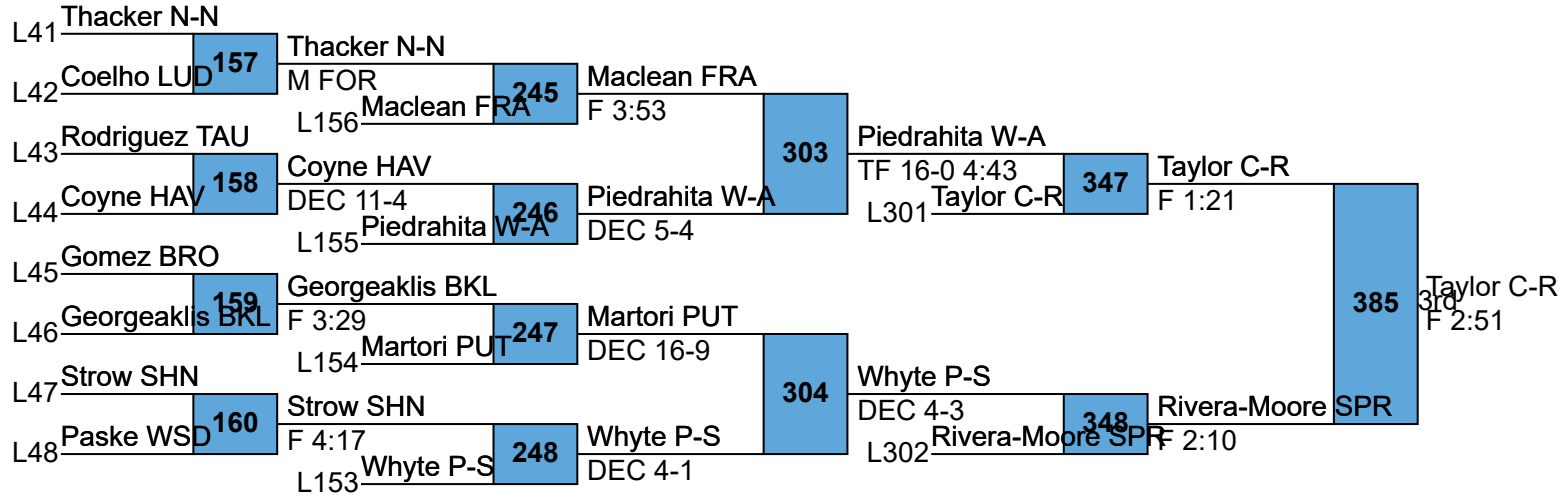 Thacker N-N
L41
157
Thacker N-N
Coelho LUD
L42
M FOR
245
Maclean FRA
Maclean FRA
L156
F 3:53
303
Piedrahita W-A
Rodriguez TAU
L43
158
Coyne HAV
TF 16-0 4:43
347
Taylor C-R
Coyne HAV
L44
DEC 11-4
246
Piedrahita W-A
Taylor C-R
L301
F 1:21
Piedrahita W-A
L155
DEC 5-4
Gomez BRO
L45
159
Georgeaklis BKL
385
3rd
Taylor C-R
F 2:51
Georgeaklis BKL
L46
F 3:29
247
Martori PUT
Martori PUT
L154
DEC 16-9
304
Whyte P-S
Strow SHN
L47
160
Strow SHN
DEC 4-3
348
Rivera-Moore SPR
Paske WSD
L48
F 4:17
248
Whyte P-S
Rivera-Moore SPR
L302
F 2:10
Whyte P-S
L153
DEC 4-1